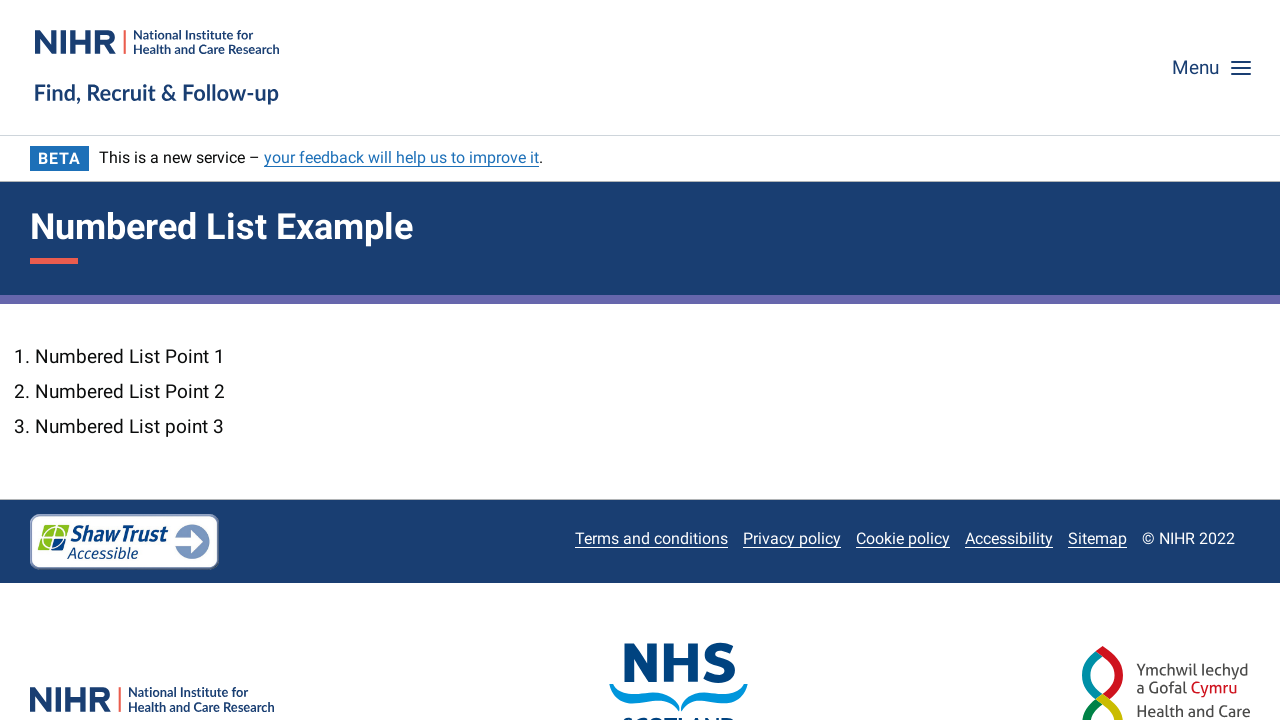 NIHR | National Institute for
Health and Care Research
Find, Recruit & Follow-up
Menu
BETA This is a new service – your feedback will help us to improve it.
Numbered List Example
1. Numbered List Point 1
2. Numbered List Point 2
3. Numbered List point 3
ShawTrust
Accessible
Terms and conditions Privacy policy Cookie policy Accessibility Sitemap © NIHR 2022
NIHR | National Institute for
Health and Care Research
NHS
SCOTLAND
Ymchwil Iechyd
a Gofal Cymru
Health and Care